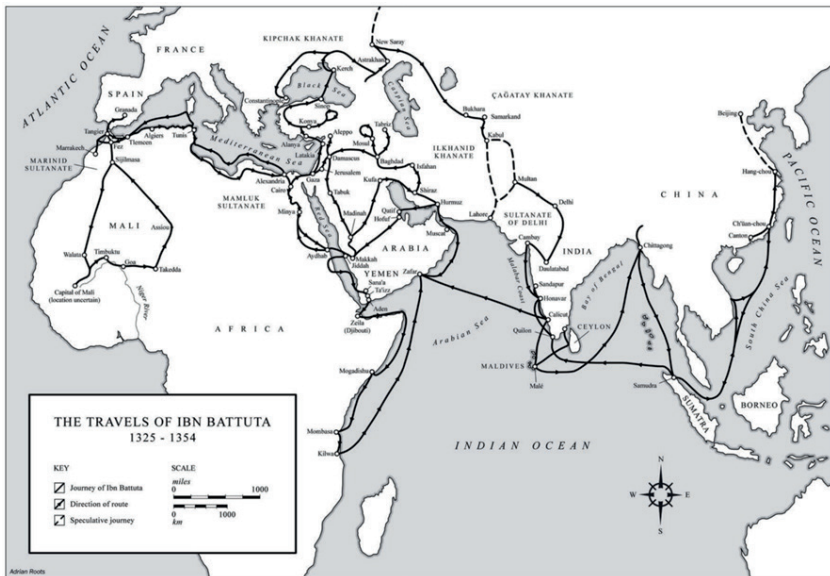 ATLANTIC OCEAN
FRANCE
SPAIN
Granada
Tangier
Fez
Marrakech
MARINID
SULTANATE
Sijilmasa
Tlemcen
Algiers
Tunis
Mediterranean Sea
MALI
Walata
Timbuktu
Goa
Takedda
Capital of Mali
(location uncertain)
Niger River
AFRICA
KIPCHAK KHANATE
New Saray
Astrakhan
Kerch
Black Sea
Caspian Sea
Constantinople
Sinop
Konya
Alanya
Latakia
Aleppo
Damascus
Jerusalem
Gaza
Tabuk
Alexandria
Cairo
MAMLUK
SULTANATE
Minya
Aydhab
Red Sea
Madinah
Makkah
Jiddah
YEMEN
Sana'a
Ta'izz
Aden
Zeila
(Djibouti)
Mogadishu
Mombasa
Kilwa
Tabriz
Mosul
Baghdad
Isfahan
Kufa
Shiraz
Qatif
Hofuf
Hurmuz
Muscat
ARABIA
Zafar
ILKHANID
KHANATE
ÇAGATAY KHANATE
Bukhara
Samarkand
Kabul
Multan
Delhi
Lahore
SULTANATE
OF DELHI
INDIA
Cambay
Daulatabad
Sandapur
Honavar
Malabar Coast
Calicut
Quilon
CEYLON
MALDIVES
Malé
Arabian Sea
Bay of Bengal
Chittagong
CHINA
Beijing
Hang-chou
Ch'üan-chou
Canton
PACIFIC OCEAN
South China Sea
Samudra
SUMATRA
BORNEO
INDIAN OCEAN
N
W
E
S
THE TRAVELS OF IBN BATTUTA
1325 - 1354
KEY
Journey of Ibn Battuta
Direction of route
Speculative journey
SCALE
miles
0 1000
0 1000
km
Adrian Roots